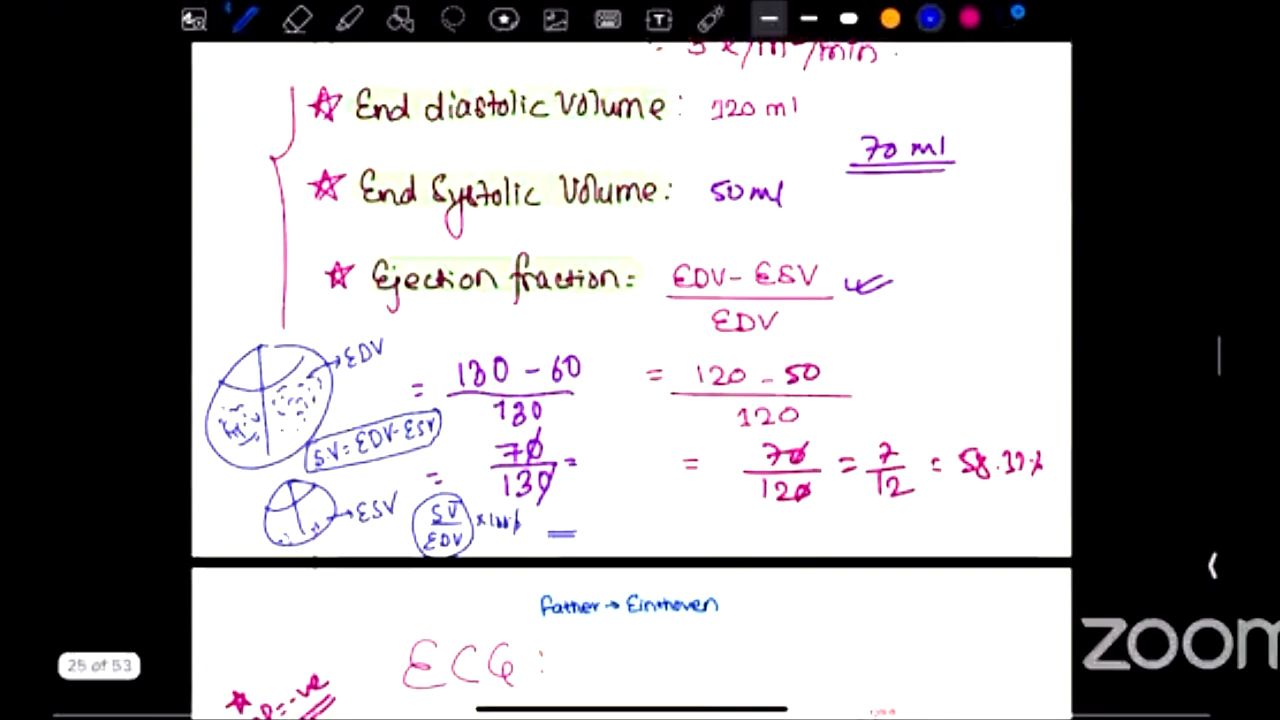 ★ End diastolic Volume: 120 ml
70 ml
★ End Systolic Volume: 50 ml
★ Ejection fraction = EDV - ESV
EDV
→ EDV
= 130 - 60
130
= 120 - 50
120
S.V = EDV - ESV
= 70
130 =
= 70
120 = 7
12 = 58.33%
→ ESV
SV
EDV
Father → Einthoven
ECG :
25 of 53
zoom